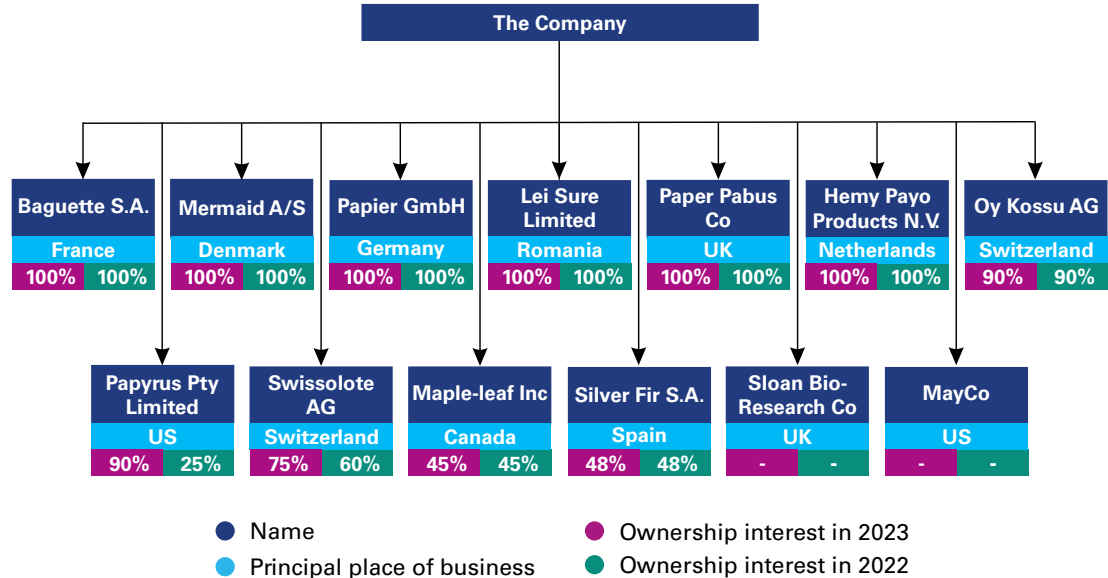 The Company
Baguette S.A.
France
100% 100%
Mermaid A/S
Denmark
100% 100%
Papier GmbH
Germany
100% 100%
Lei Sure
Limited
Romania
100% 100%
Paper Pabus
Co
UK
100% 100%
Hemy Payo
Products N.V.
Netherlands
100% 100%
Oy Kossu AG
Switzerland
90% 90%
Papyrus Pty
Limited
US
90% 25%
Swissolote
AG
Switzerland
75% 60%
Maple-leaf Inc
Canada
45% 45%
Silver Fir S.A.
Spain
48% 48%
Sloan Bio-
Research Co
UK
- -
MayCo
US
- -
Name
Ownership interest in 2023
Principal place of business
Ownership interest in 2022